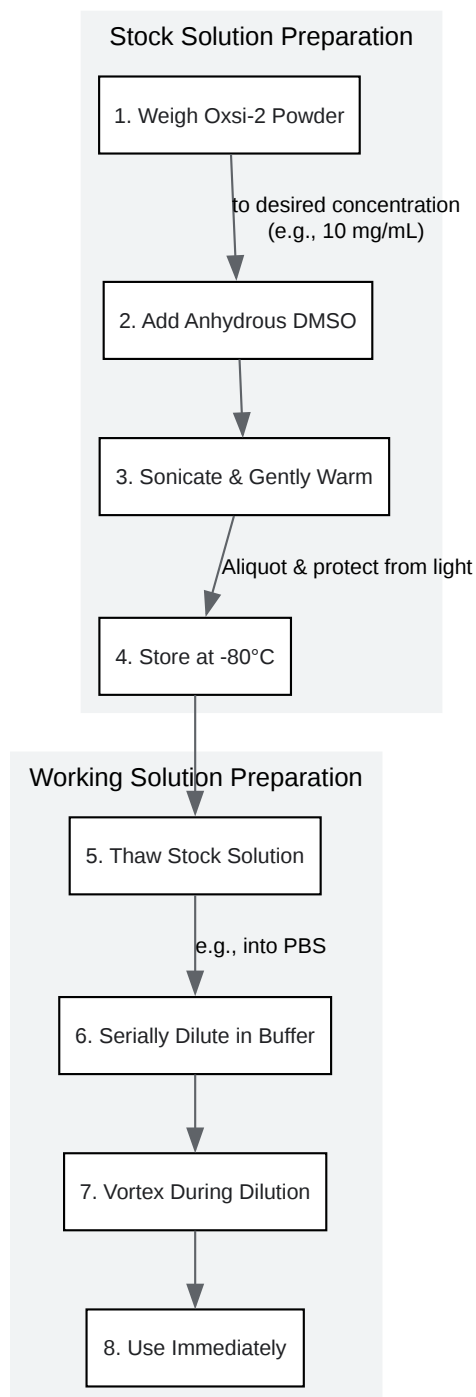 Stock Solution Preparation
1. Weigh Oxsi-2 Powder
to desired concentration
(e.g., 10 mg/mL)
2. Add Anhydrous DMSO
3. Sonicate & Gently Warm
Aliquot & protect from light
4. Store at -80°C
Working Solution Preparation
5. Thaw Stock Solution
e.g., into PBS
6. Serially Dilute in Buffer
7. Vortex During Dilution
8. Use Immediately